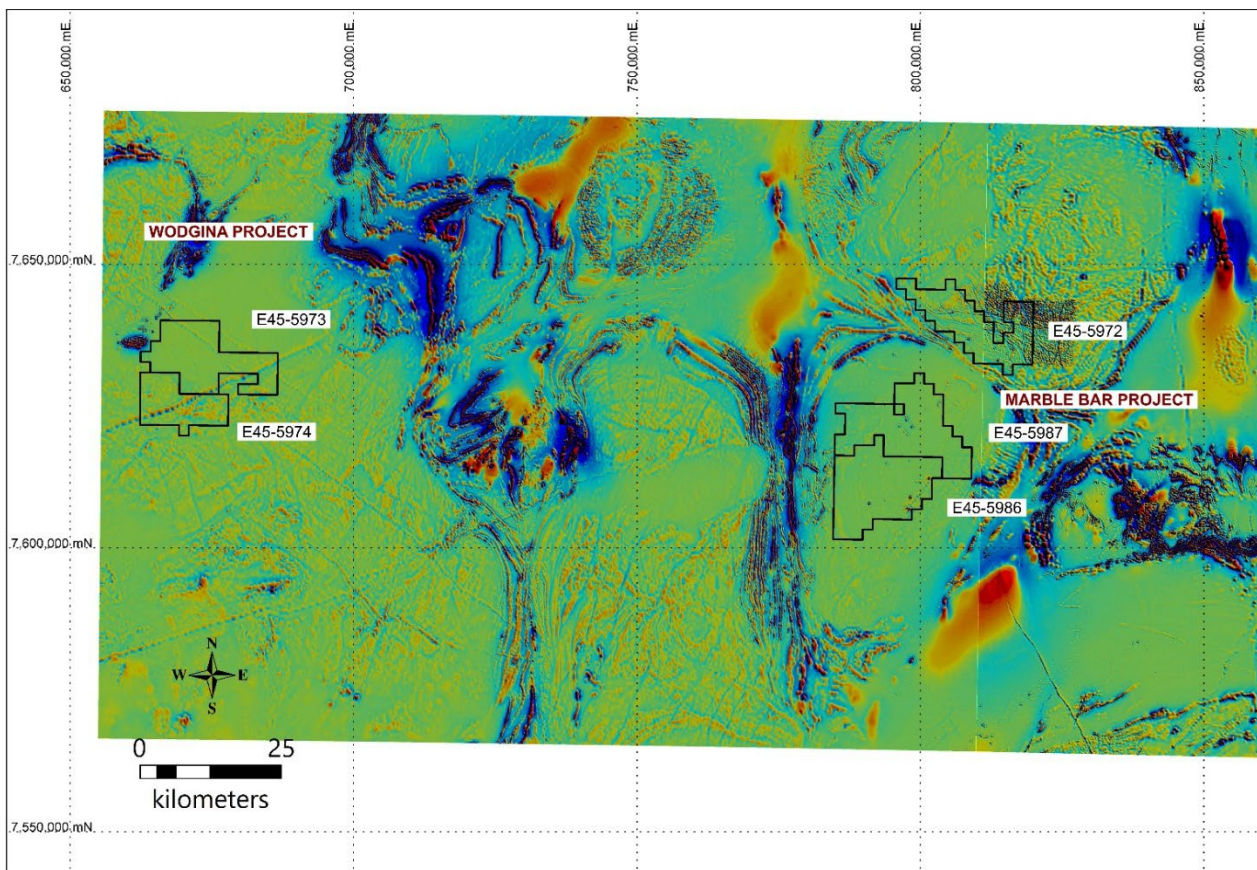 650,000 mE
700,000 mE
750,000 mE
800,000 mE
850,000 mE
WODGINA PROJECT
7,650,000 mN
E45-5973
E45-5972
MARBLE BAR PROJECT
E45-5974
E45-5987
E45-5986
7,600,000 mN
N
W E
S
0 25
kilometers
7,550,000 mN